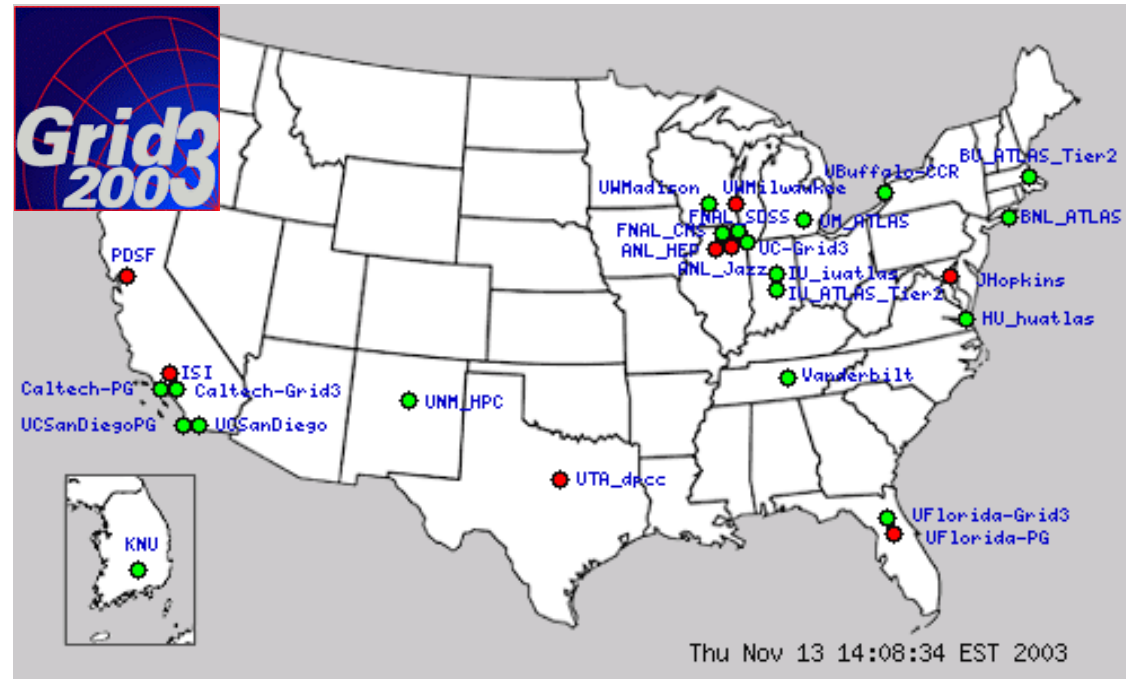 Grid3
2003
BU_ATLAS_Tier2
UBuffalo-CCR
UWMadison
UWMilwaukee
FNAL_SDSS
UM_ATLAS
BNL_ATLAS
FNAL_CMS
ANL_HEP
UC-Grid3
PDSF
ANL_Jazz
IU_iuatlas
JHopkins
IU_ATLAS_Tier2
HU_huatlas
ISI
Vanderbilt
Caltech-PG
Caltech-Grid3
UNM_HPC
UCSanDiegoPG
UCSanDiego
UTA_dpcc
UFlorida-Grid3
UFlorida-PG
KNU
Thu Nov 13 14:08:34 EST 2003